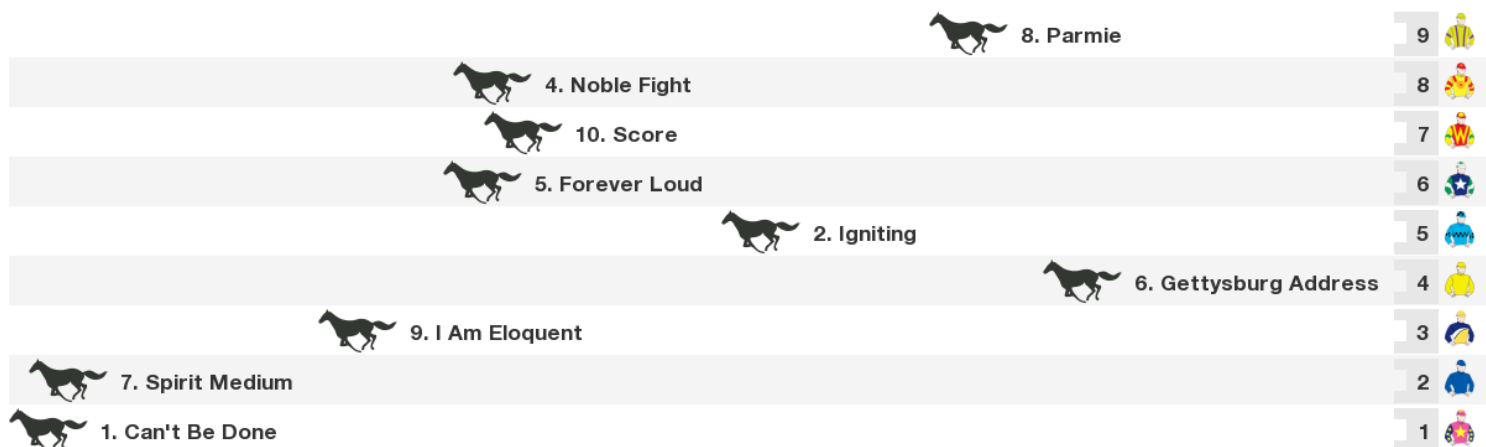 8. Parmie 9
4. Noble Fight 8
10. Score 7 W
5. Forever Loud 6
2. Igniting 5
6. Gettysburg Address 4
9. I Am Eloquent 3
7. Spirit Medium 2
1. Can't Be Done 1